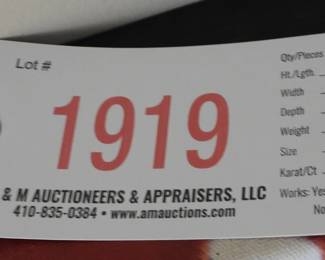 Lot #
1919
& M AUCTIONEERS & APPRAISERS, LLC
410-835-0384 • www.amauctions.com
Qty/Pieces
Ht./Lgth.
Width
Depth
Weight
Size
Karat/Ct
Works: Yes
No